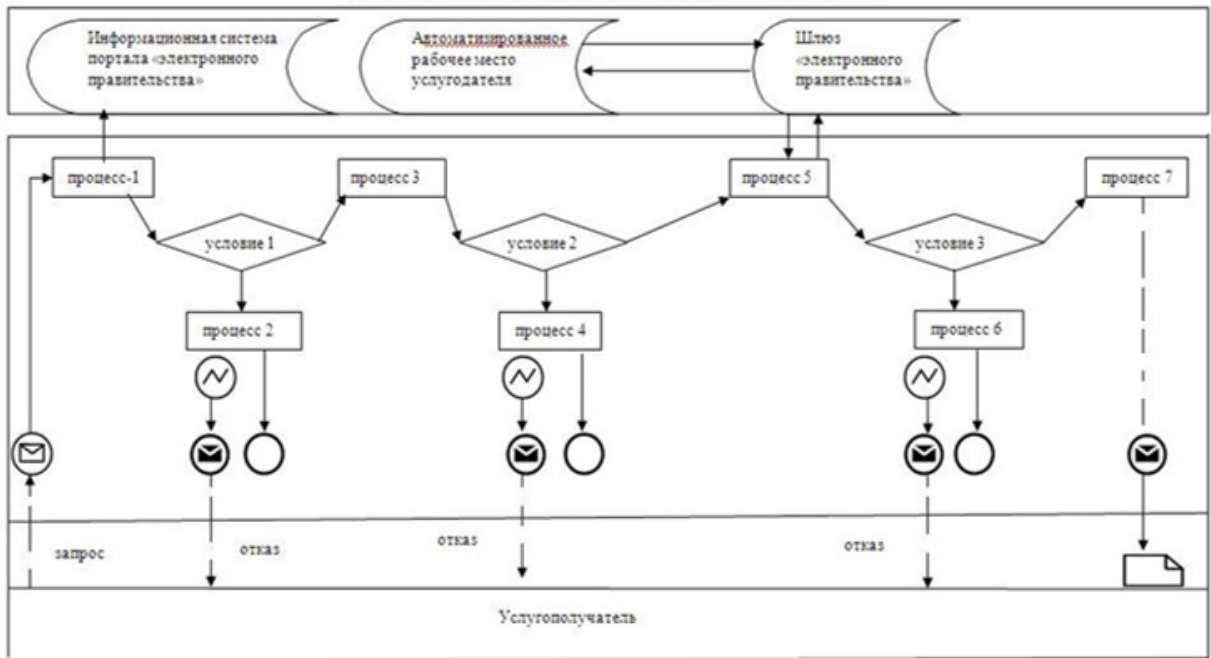 Информационная система
портала «электронного
правительства»
Автоматизированное
рабочее место
услугодателя
Шлюз
«электронного
правительства»
процесс-1
процесс 3
процесс 5
процесс 7
условие 1
условие 2
условие 3
процесс 2
процесс 4
процесс 6
запрос
отказ
отказ
отказ
Услугополучатель